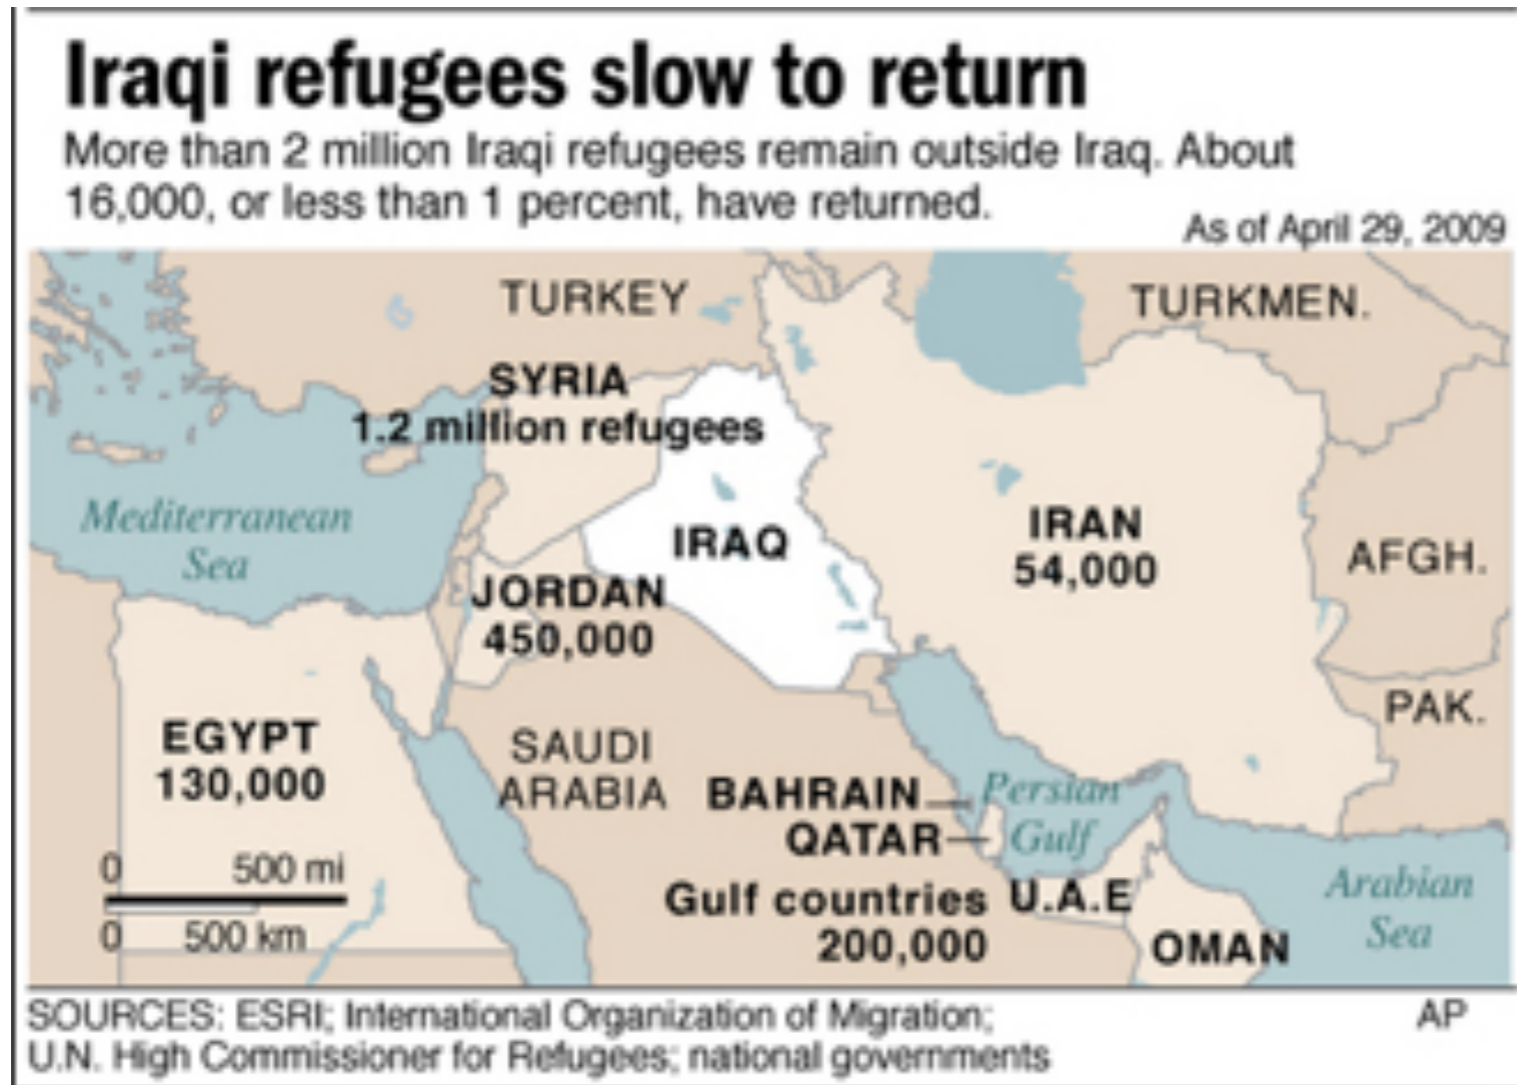 Iraqi refugees slow to return
More than 2 million Iraqi refugees remain outside Iraq. About
16,000, or less than 1 percent, have returned.
As of April 29, 2009
TURKEY
TURKMEN.
SYRIA
1.2 million refugees
Mediterranean
Sea
IRAQ
IRAN
54,000
AFGH.
JORDAN
450,000
PAK.
EGYPT
130,000
SAUDI
ARABIA
BAHRAIN
QATAR
Persian
Gulf
Gulf countries
200,000
U.A.E
OMAN
Arabian
Sea
0 500 mi
0 500 km
SOURCES: ESRI; International Organization of Migration;
U.N. High Commissioner for Refugees; national governments
AP